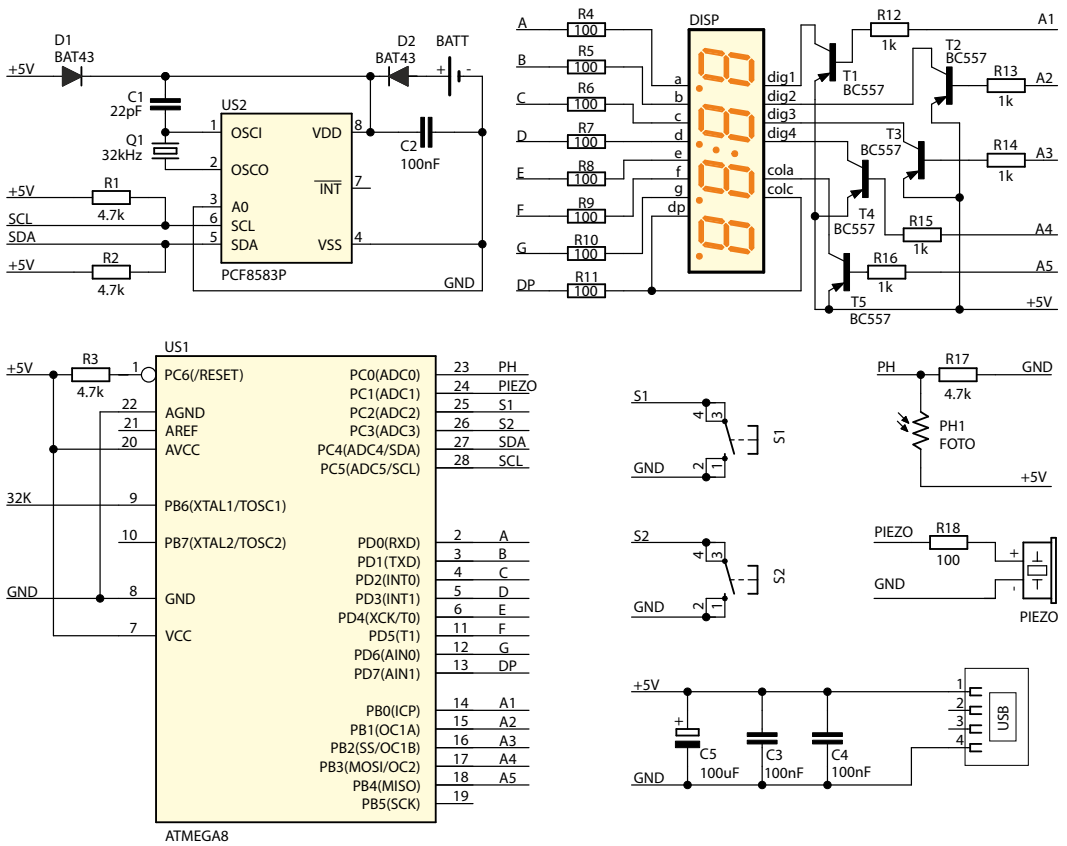 D1
BAT43
+5V
C1
22pF
Q1
32kHz
D2
BAT43
BATT
+ -
US2
1 OSCI
VDD 8
2 OSCO
INT 7
3 A0
6 SCL
5 SDA
VSS 4
PCF8583P
C2
100nF
+5V
R1
4.7k
SCL
SDA
+5V
R2
4.7k
GND
A R4 100
B R5 100
C R6 100
D R7 100
E R8 100
F R9 100
G R10 100
DP R11 100
DISP
a
b
c
d
e
f
g
dp
dig1
dig2
dig3
dig4
cola
colc
T1
BC557
T2
BC557
T3
BC557
T4
BC557
T5
BC557
R12 1k A1
R13 1k A2
R14 1k A3
R15 1k A4
R16 1k A5
+5V
US1
+5V
R3
4.7k
1 PC6(/RESET)
22 AGND
21 AREF
20 AVCC
32K 9 PB6(XTAL1/TOSC1)
10 PB7(XTAL2/TOSC2)
GND 8 GND
7 VCC
PC0(ADC0) 23 PH
PC1(ADC1) 24 PIEZO
PC2(ADC2) 25 S1
PC3(ADC3) 26 S2
PC4(ADC4/SDA) 27 SDA
PC5(ADC5/SCL) 28 SCL
PD0(RXD) 2 A
PD1(TXD) 3 B
PD2(INT0) 4 C
PD3(INT1) 5 D
PD4(XCK/T0) 6 E
PD5(T1) 11 F
PD6(AIN0) 12 G
PD7(AIN1) 13 DP
PB0(ICP) 14 A1
PB1(OC1A) 15 A2
PB2(SS/OC1B) 16 A3
PB3(MOSI/OC2) 17 A4
PB4(MISO) 18 A5
PB5(SCK) 19
ATMEGA8
S1
4 3
S1
2 1
GND
S2
4 3
S2
2 1
GND
PH
R17
4.7k
GND
PH1
FOTO
+5V
PIEZO
R18
100
+
GND
-
PIEZO
+5V
+
C5
100uF
C3
100nF
C4
100nF
GND
1
2
3
4
USB